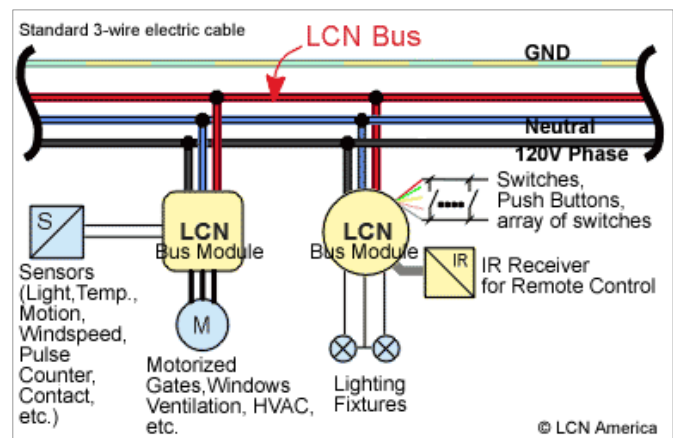 Standard 3-wire electric cable
LCN Bus
GND
Neutral
120V Phase
LCN
Bus Module
LCN
Bus Module
Switches,
Push Buttons,
array of switches
S
Sensors
(Light,Temp.,
Motion,
Windspeed,
Pulse
Counter,
Contact,
etc.)
M
Motorized
Gates,Windows
Ventilation, HVAC,
etc.
IR
IR Receiver
for Remote Control
Lighting
Fixtures
© LCN America